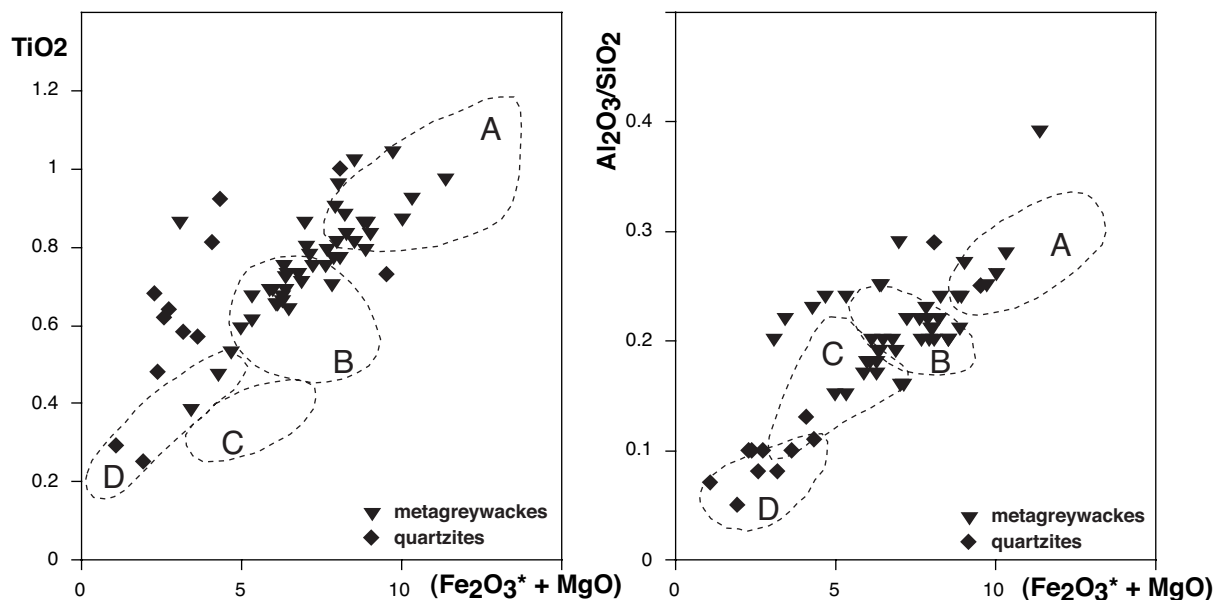 TiO2
1.2
1
0.8
0.6
0.4
0.2
0
0
5
10
(Fe2O3* + MgO)
A
B
C
D
metagreywackes
quartzites
Al2O3/SiO2
0.4
0.3
0.2
0.1
0
0
5
10
(Fe2O3* + MgO)
A
B
C
D
metagreywackes
quartzites